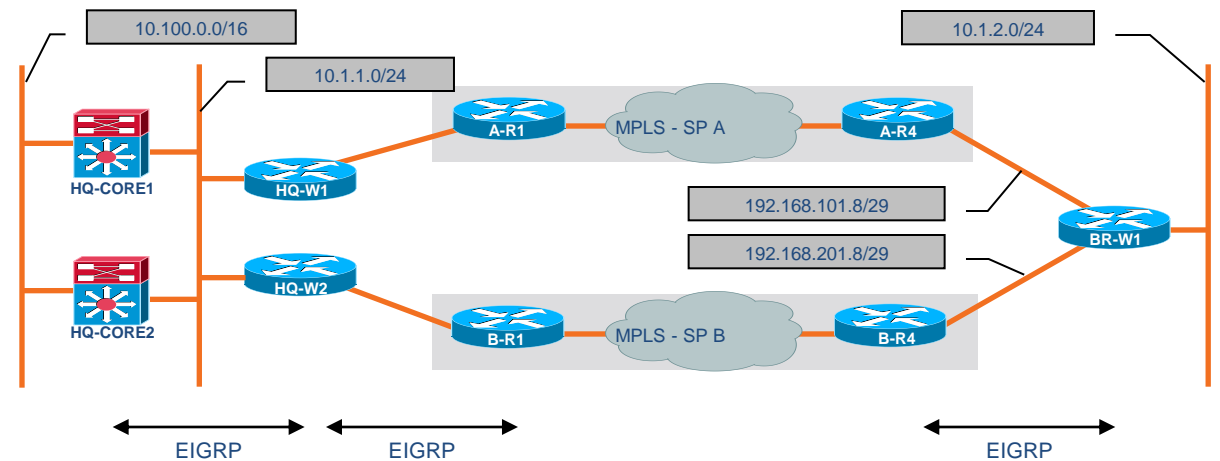 10.100.0.0/16
10.1.2.0/24
10.1.1.0/24
A-R1
MPLS - SP A
A-R4
HQ-CORE1
HQ-W1
192.168.101.8/29
BR-W1
192.168.201.8/29
HQ-W2
HQ-CORE2
B-R1
MPLS - SP B
B-R4
EIGRP
EIGRP
EIGRP